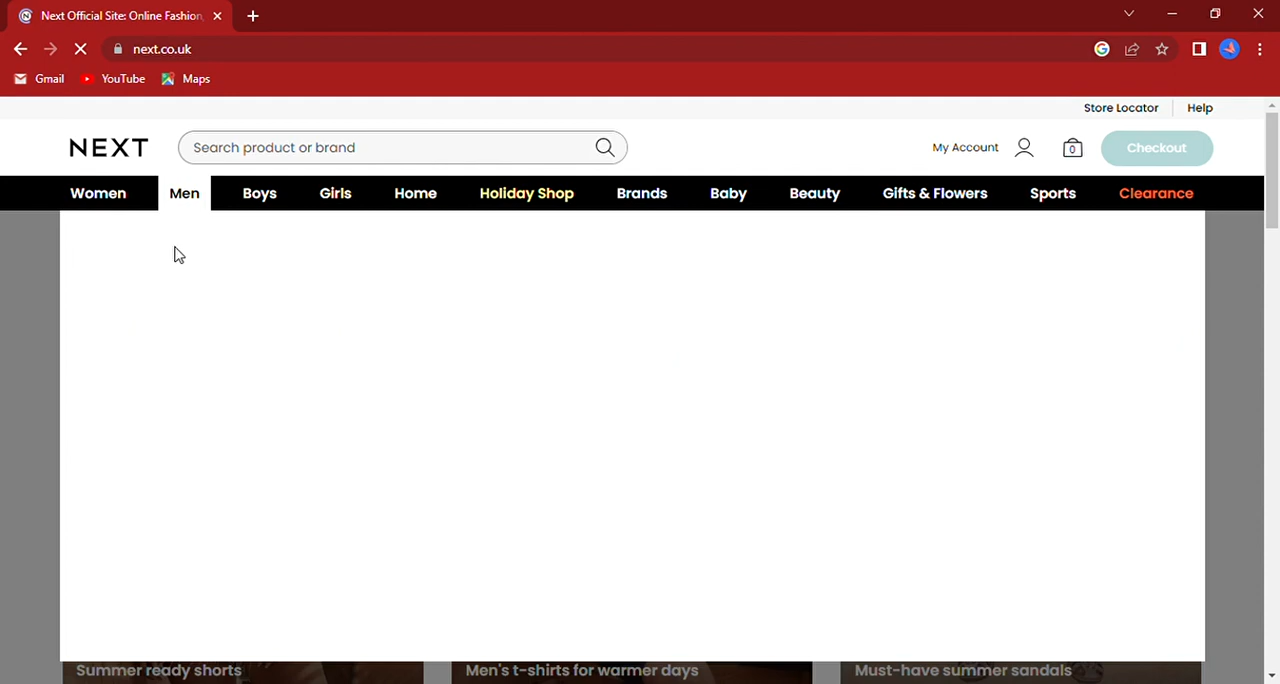 Next Official Site: Online Fashion,
next.co.uk
Gmail YouTube Maps
Store Locator Help
NEXT Search product or brand My Account 0 Checkout
Women Men Boys Girls Home Holiday Shop Brands Baby Beauty Gifts & Flowers Sports Clearance
Summer ready shorts Men's t-shirts for warmer days Must-have summer sandals